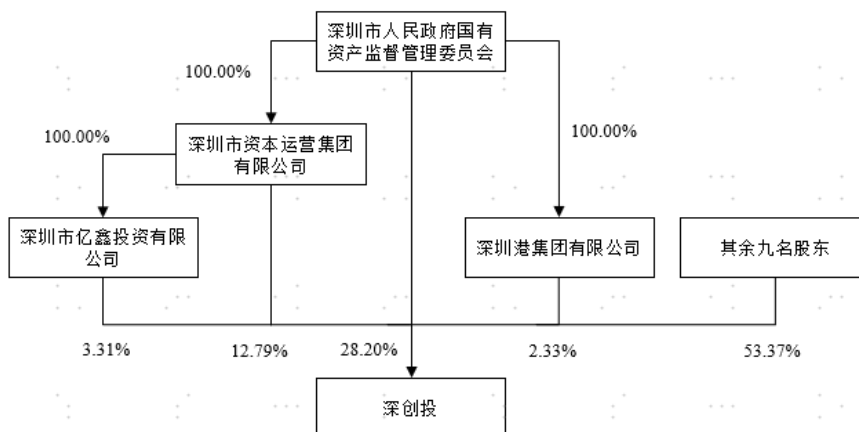 深圳市人民政府国有
资产监督管理委员会
100.00%
100.00%
深圳市资本运营集团
有限公司
100.00%
深圳市亿鑫投资有限
公司
深圳港集团有限公司
其余九名股东
3.31%
12.79%
28.20%
2.33%
53.37%
深创投